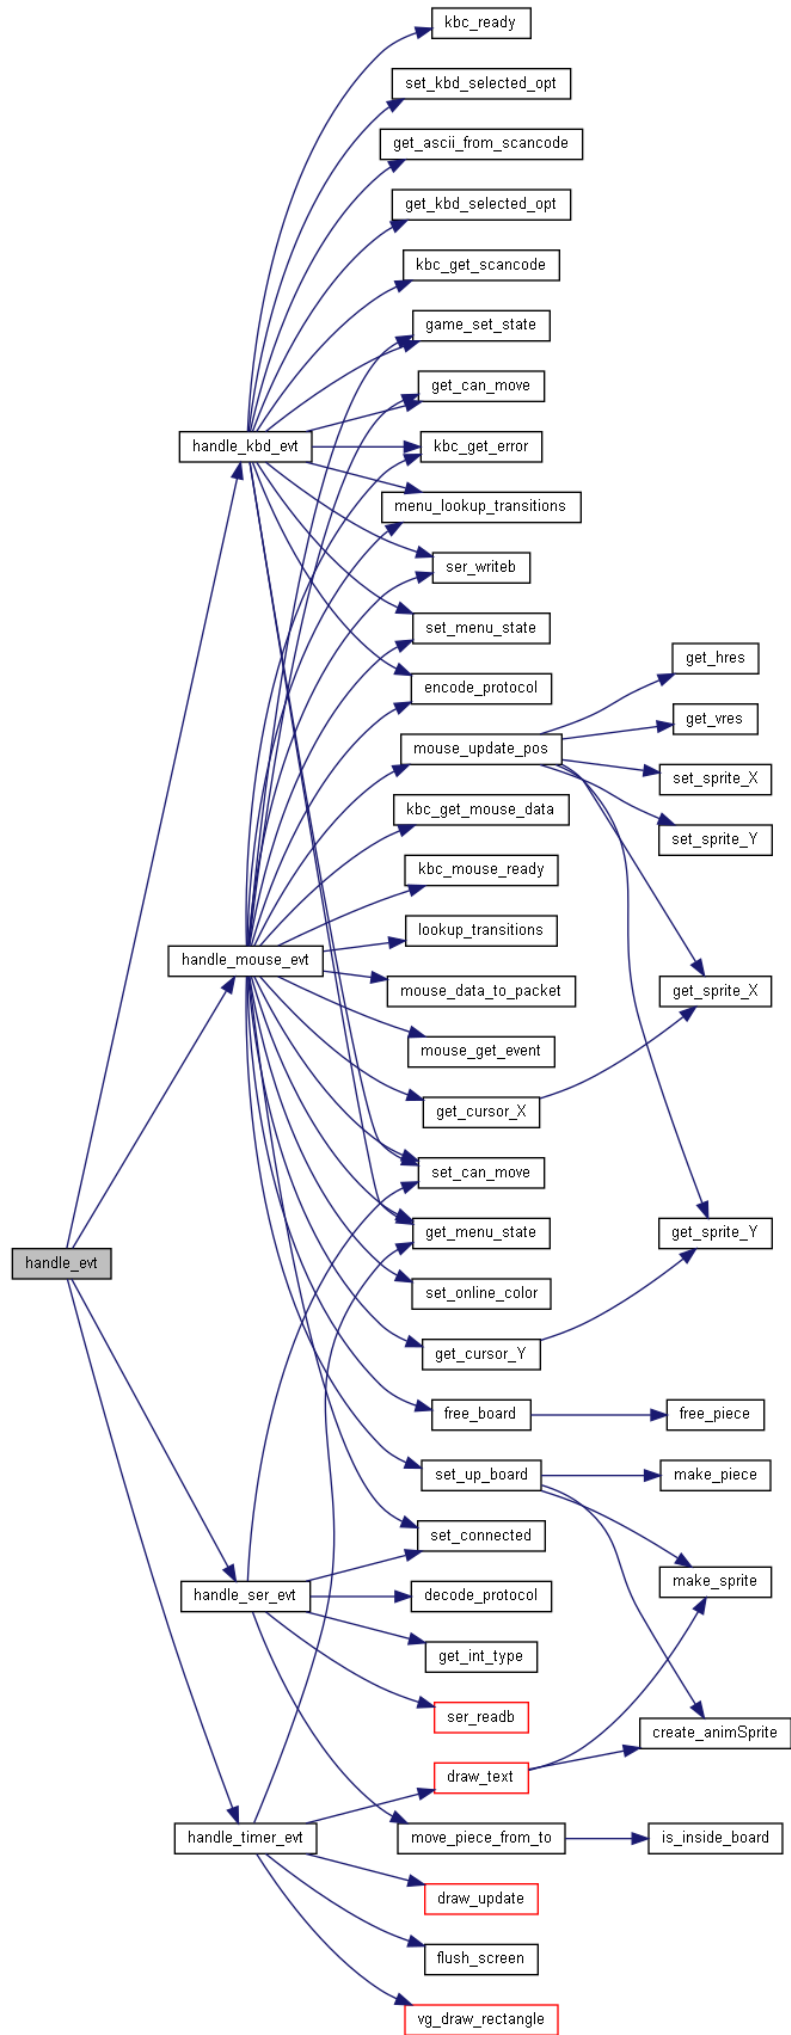 kbc_ready
set_kbd_selected_opt
get_ascii_from_scancode
get_kbd_selected_opt
kbc_get_scancode
game_set_state
get_can_move
handle_kbd_evt
kbc_get_error
menu_lookup_transitions
ser_writeb
set_menu_state
get_hres
encode_protocol
get_vres
mouse_update_pos
set_sprite_X
kbc_get_mouse_data
set_sprite_Y
kbc_mouse_ready
lookup_transitions
handle_mouse_evt
mouse_data_to_packet
get_sprite_X
mouse_get_event
get_cursor_X
set_can_move
get_menu_state
get_sprite_Y
handle_evt
set_online_color
get_cursor_Y
free_board
free_piece
set_up_board
make_piece
set_connected
make_sprite
handle_ser_evt
decode_protocol
get_int_type
ser_readb
create_animSprite
draw_text
handle_timer_evt
move_piece_from_to
is_inside_board
draw_update
flush_screen
vg_draw_rectangle